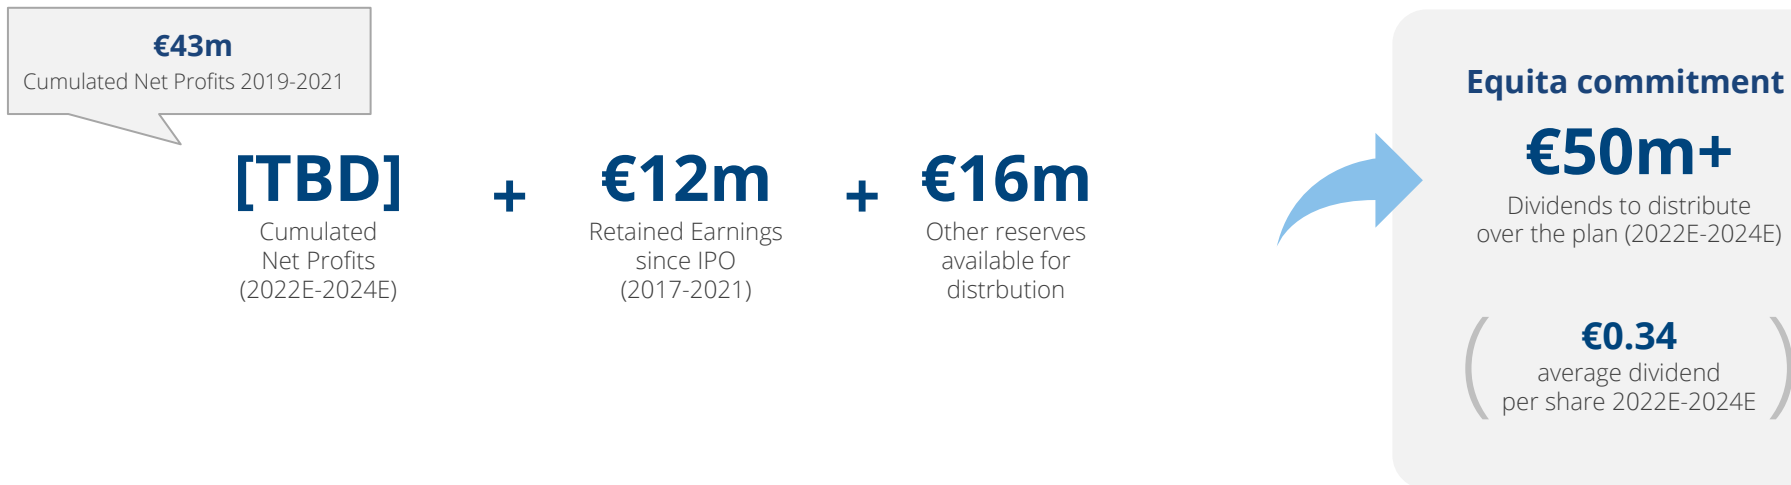 €43m
Cumulated Net Profits 2019-2021
[TBD]
Cumulated
Net Profits
(2022E-2024E)
+
€12m
Retained Earnings
since IPO
(2017-2021)
+
€16m
Other reserves
available for
distrbution
Equita commitment
€50m+
Dividends to distribute
over the plan (2022E-2024E)
(
€0.34
average dividend
per share 2022E-2024E
)